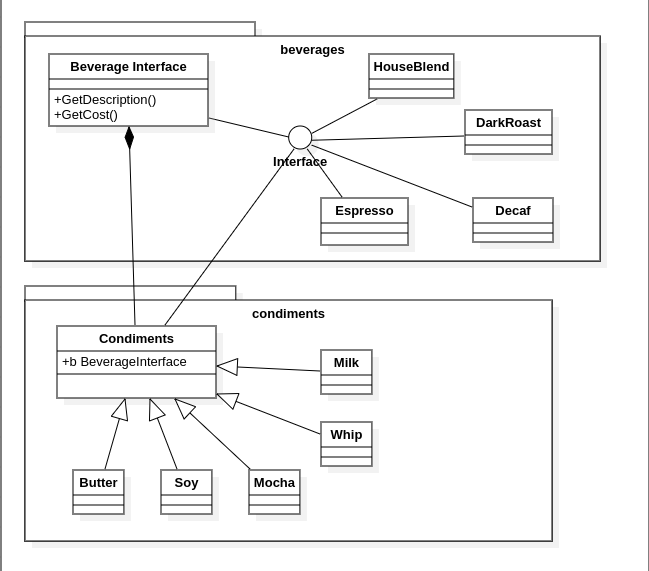 beverages
Beverage Interface
+GetDescription()
+GetCost()
HouseBlend
DarkRoast
Interface
Espresso
Decaf
condiments
Condiments
+b BeverageInterface
Milk
Whip
Butter
Soy
Mocha